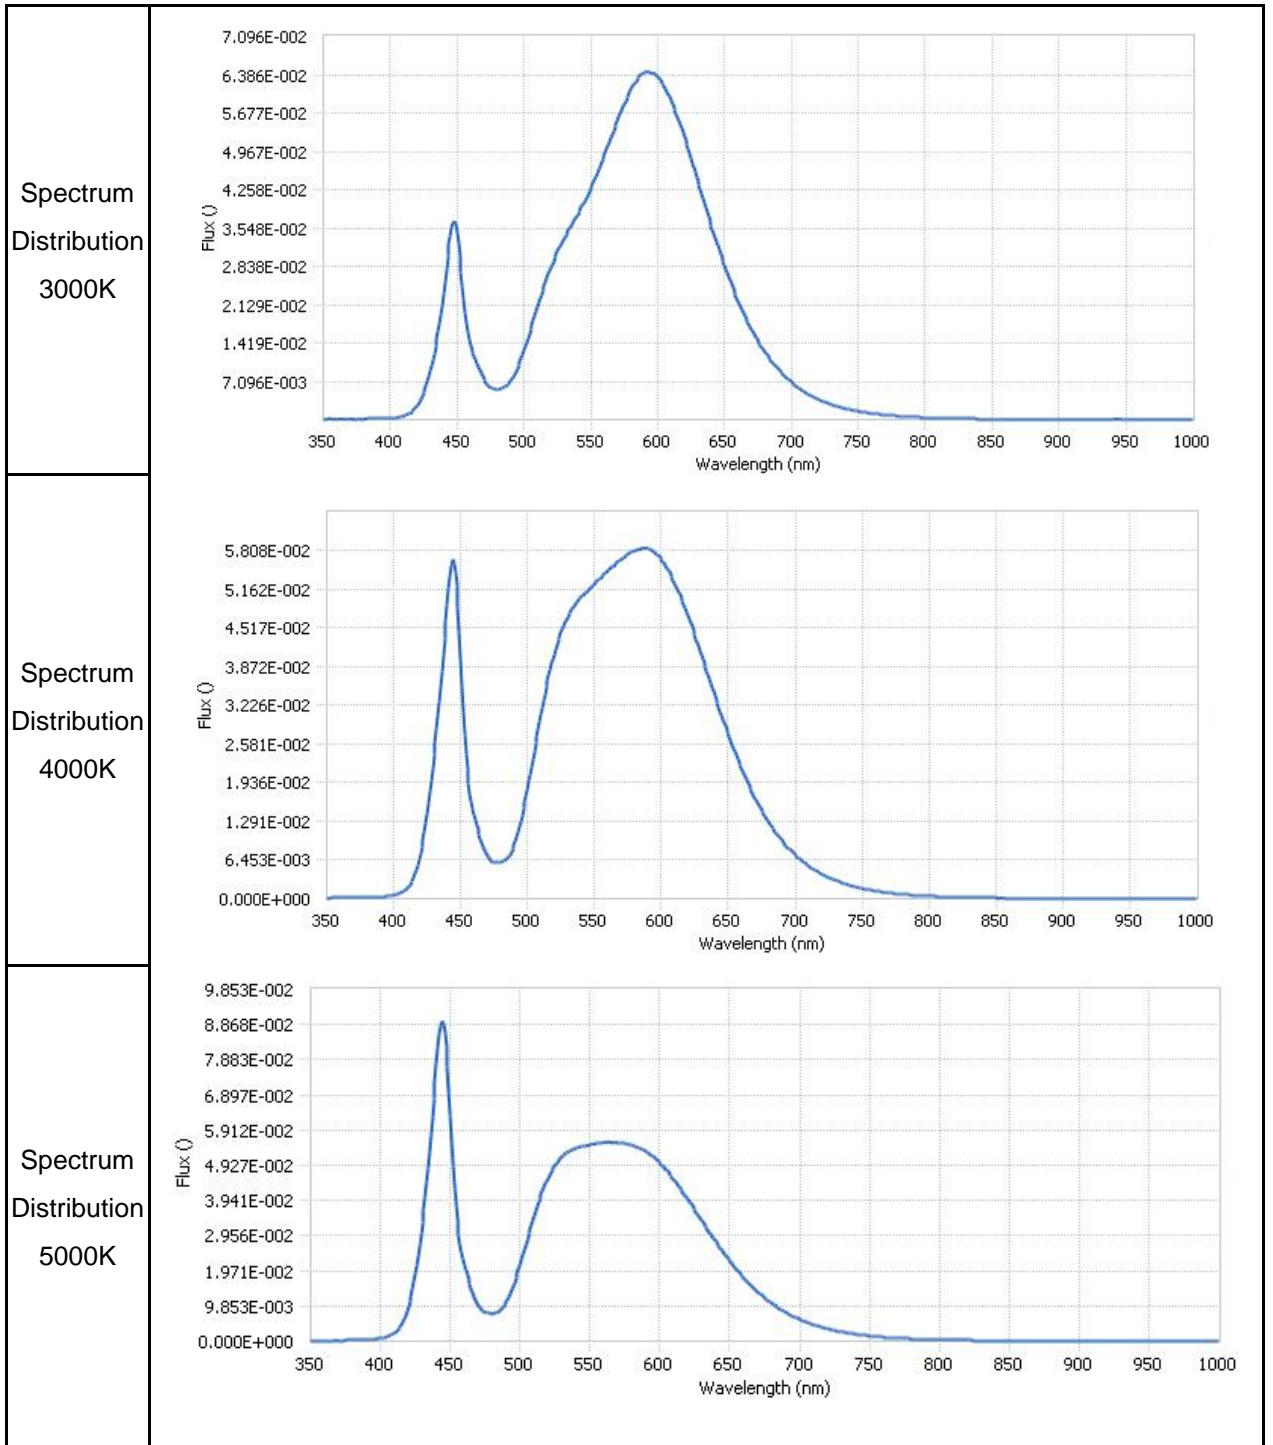 Spectrum
Distribution
3000K
7.096E-002
6.386E-002
5.677E-002
4.967E-002
4.258E-002
3.548E-002
2.838E-002
2.129E-002
1.419E-002
7.096E-003
Flux ()
350 400 450 500 550 600 650 700 750 800 850 900 950 1000
Wavelength (nm)
Spectrum
Distribution
4000K
5.808E-002
5.162E-002
4.517E-002
3.872E-002
3.226E-002
2.581E-002
1.936E-002
1.291E-002
6.453E-003
0.000E+000
Flux ()
350 400 450 500 550 600 650 700 750 800 850 900 950 1000
Wavelength (nm)
Spectrum
Distribution
5000K
9.853E-002
8.868E-002
7.883E-002
6.897E-002
5.912E-002
4.927E-002
3.941E-002
2.956E-002
1.971E-002
9.853E-003
0.000E+000
Flux ()
350 400 450 500 550 600 650 700 750 800 850 900 950 1000
Wavelength (nm)